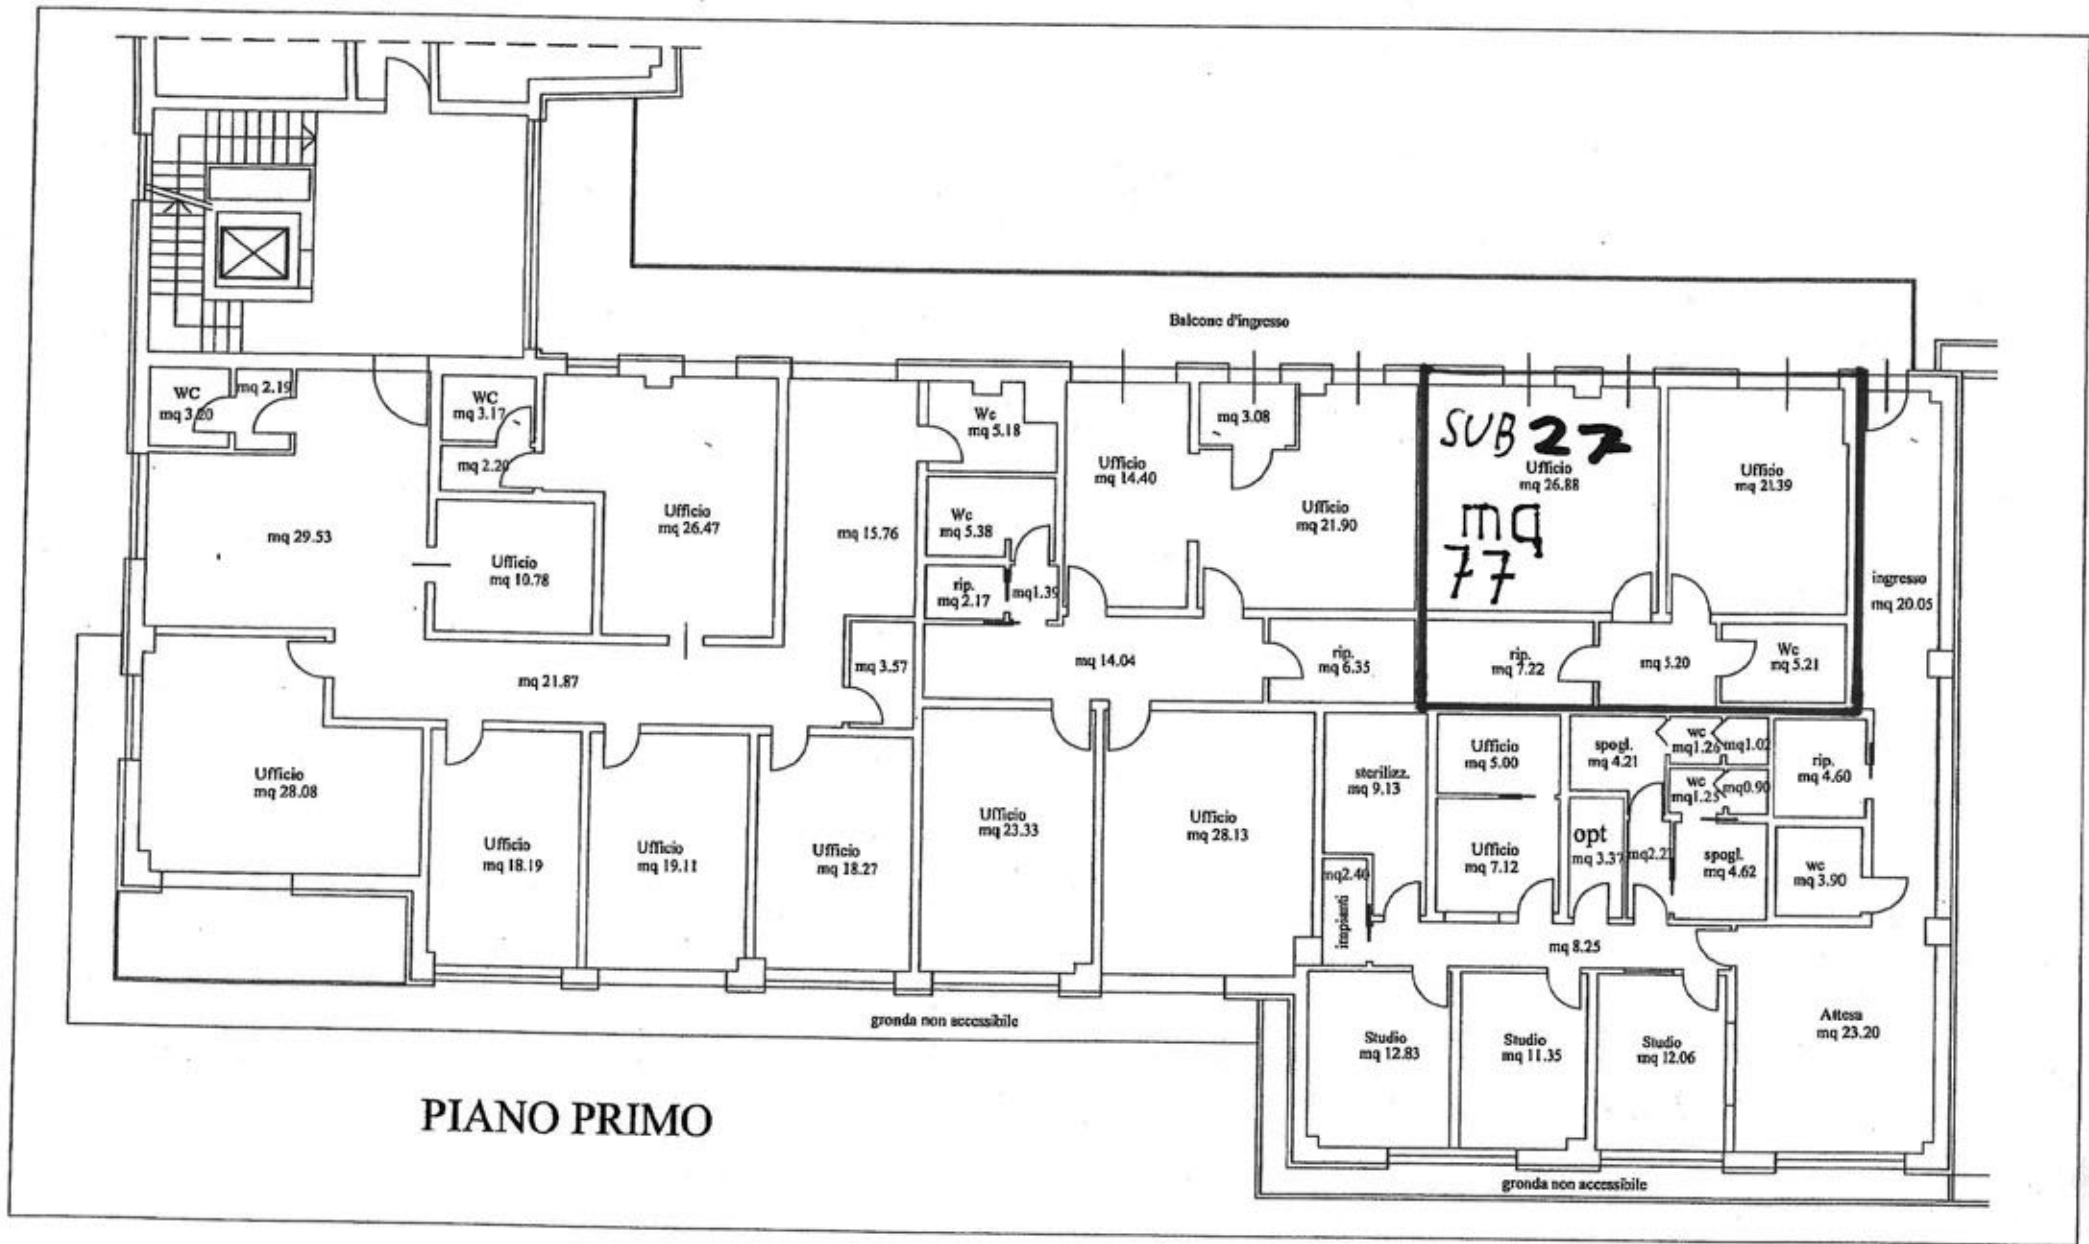 Balcone d'ingresso
WC
mq 3.20
mq 2.19
WC
mq 3.17
mq 2.20
mq 29.53
Ufficio
mq 10.78
Ufficio
mq 26.47
mq 15.76
Wc
mq 5.18
Wc
mq 5.38
rip.
mq 2.17
mq1.39
Ufficio
mq 14.40
mq 3.08
Ufficio
mq 21.90
SUB 27
Ufficio
mq 26.88
mq
77
Ufficio
mq 21.39
ingresso
mq 20.05
mq 21.87
mq 3.57
mq 14.04
rip.
mq 6.35
rip.
mq 7.22
mq 5.20
Wc
mq 5.21
Ufficio
mq 28.08
Ufficio
mq 18.19
Ufficio
mq 19.11
Ufficio
mq 18.27
Ufficio
mq 23.33
Ufficio
mq 28.13
sterilizz.
mq 9.13
Ufficio
mq 5.00
spogl.
mq 4.21
wc
mq1.26
mq1.02
wc
mq1.25
mq0.90
rip.
mq 4.60
Ufficio
mq 7.12
opt
mq 3.37
mq2.21
spogl.
mq 4.62
wc
mq 3.90
mq2.40
impianti
mq 8.25
gronda non accessibile
Studio
mq 12.83
Studio
mq 11.35
Studio
mq 12.06
Attesa
mq 23.20
PIANO PRIMO
gronda non accessibile